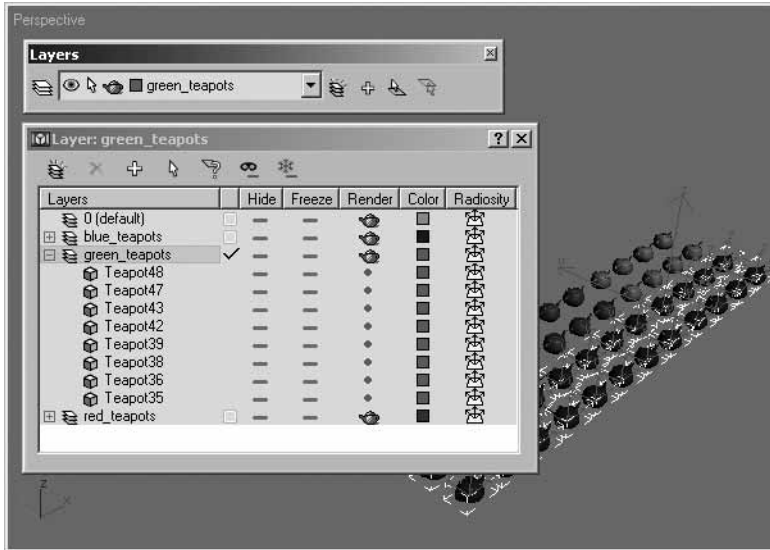 Perspective
Layers
green_teapots
Layer: green_teapots
Layers Hide Freeze Render Color Radiosity
0 (default)
blue_teapots
green_teapots
Teapot48
Teapot47
Teapot43
Teapot42
Teapot39
Teapot38
Teapot36
Teapot35
red_teapots
z
x